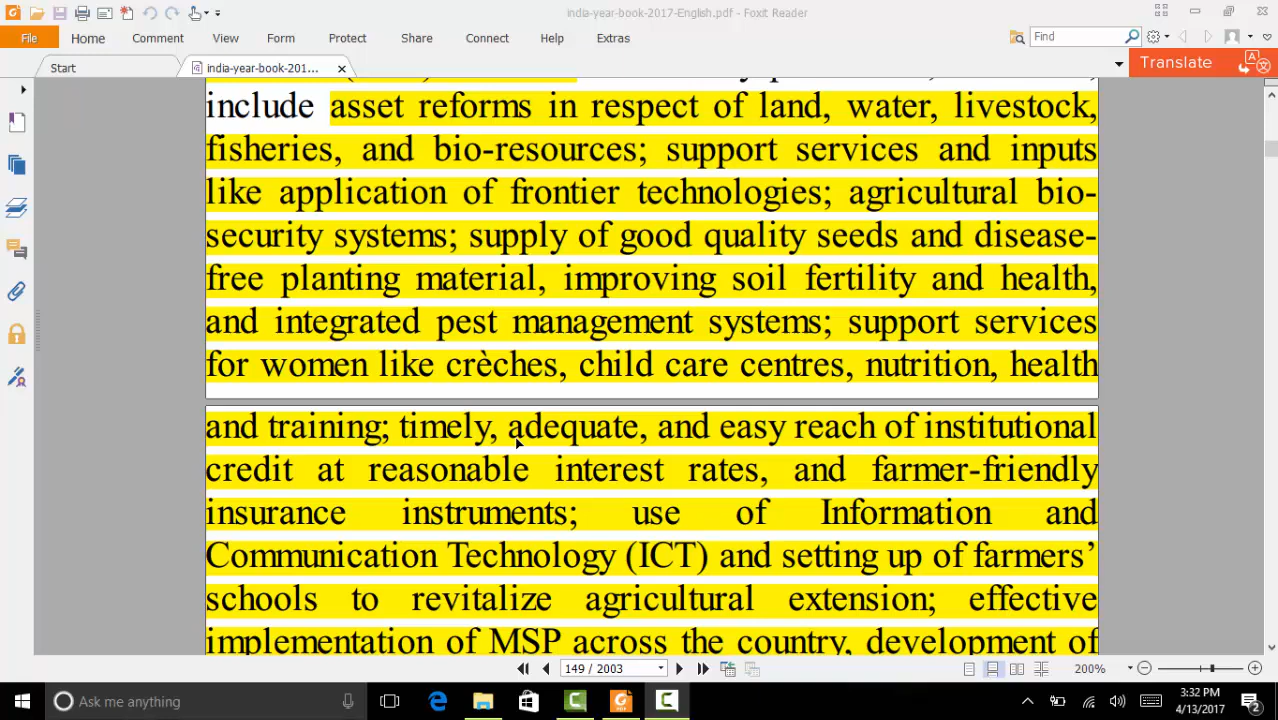 india-year-book-2017-English.pdf - Foxit Reader
File Home Comment View Form Protect Share Connect Help Extras Find
Start india-year-book-201... Translate
include asset reforms in respect of land, water, livestock,
fisheries, and bio-resources; support services and inputs
like application of frontier technologies; agricultural bio-
security systems; supply of good quality seeds and disease-
free planting material, improving soil fertility and health,
and integrated pest management systems; support services
for women like crèches, child care centres, nutrition, health
and training; timely, adequate, and easy reach of institutional
credit at reasonable interest rates, and farmer-friendly
insurance instruments; use of Information and
Communication Technology (ICT) and setting up of farmers’
schools to revitalize agricultural extension; effective
implementation of MSP across the country, development of
149 / 2003 200%
Ask me anything 3:32 PM
4/13/2017 2